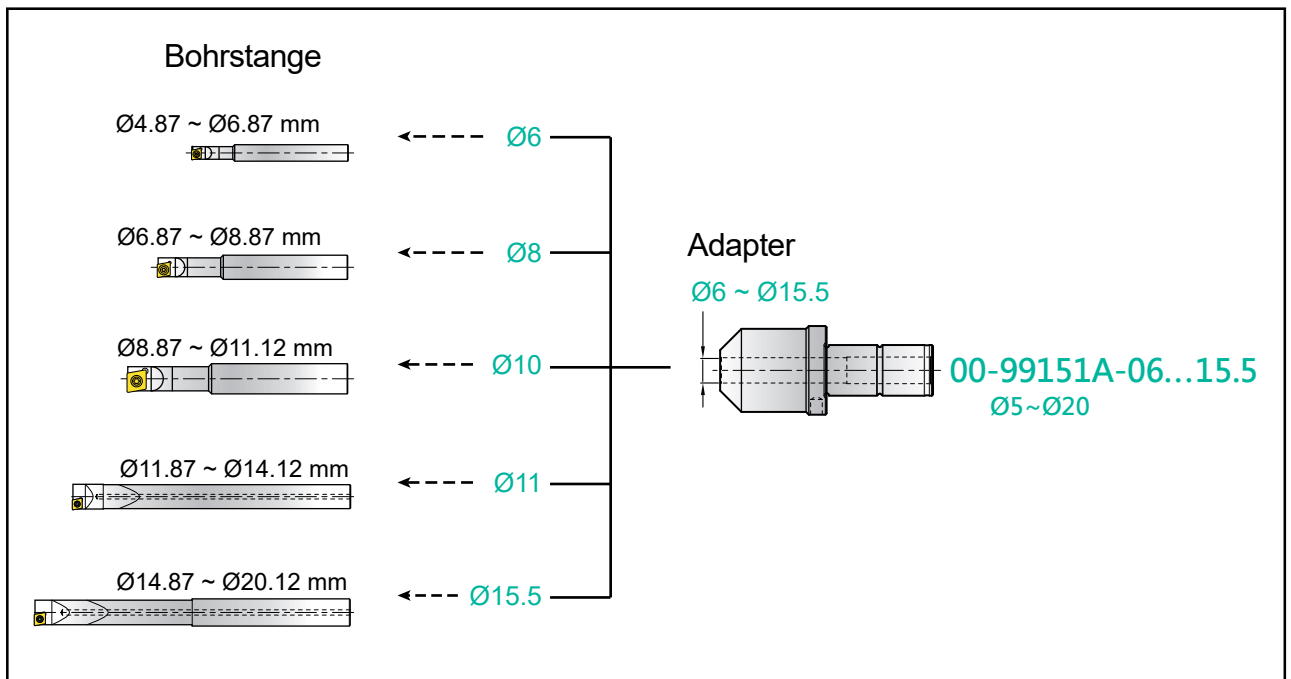 Bohrstange
Ø4.87 ~ Ø6.87 mm
Ø6
Ø6.87 ~ Ø8.87 mm
Ø8
Ø8.87 ~ Ø11.12 mm
Ø10
Ø11.87 ~ Ø14.12 mm
Ø11
Ø14.87 ~ Ø20.12 mm
Ø15.5
Adapter
Ø6 ~ Ø15.5
00-99151A-06...15.5
Ø5~Ø20